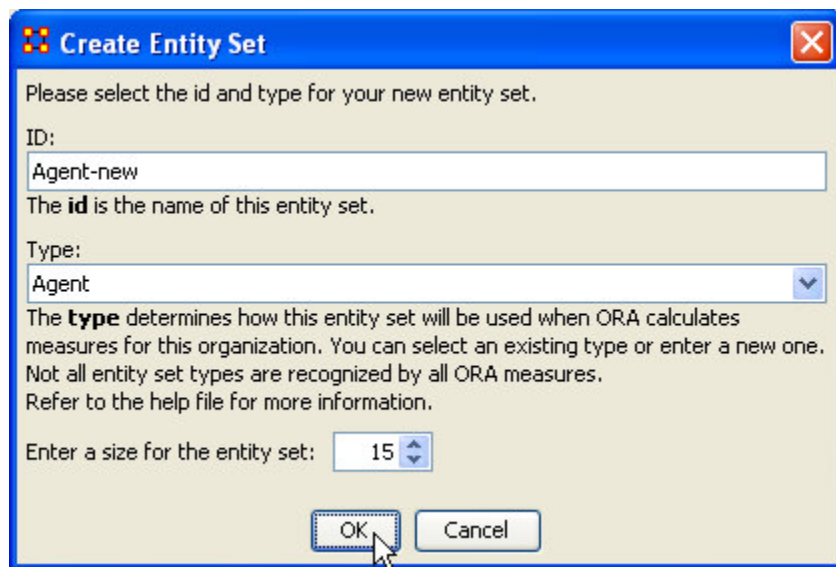 Create Entity Set
Please select the id and type for your new entity set.
ID:
Agent-new
The id is the name of this entity set.
Type:
Agent
The type determines how this entity set will be used when ORA calculates
measures for this organization. You can select an existing type or enter a new one.
Not all entity set types are recognized by all ORA measures.
Refer to the help file for more information.
Enter a size for the entity set: 15
OK Cancel